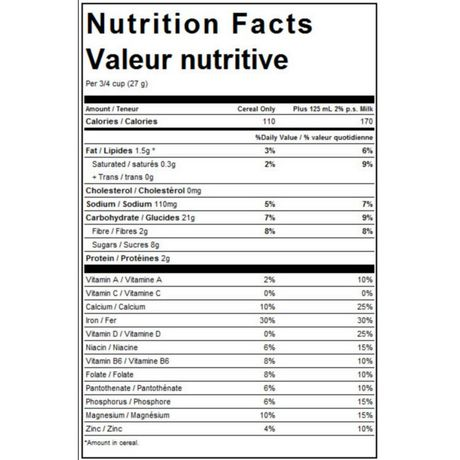 Nutrition Facts
Valeur nutritive
Per 3/4 cup (27 g)
Amount / Teneur Cereal Only Plus 125 mL 2% p.s. Milk
Calories / Calories 110 170
%Daily Value / % valeur quotidienne
Fat / Lipides 1.5g * 3% 6%
Saturated / saturés 0.3g 2% 9%
+ Trans / trans 0g
Cholesterol / Cholestérol 0mg
Sodium / Sodium 110mg 5% 7%
Carbohydrate / Glucides 21g 7% 9%
Fibre / Fibres 2g 8% 8%
Sugars / Sucres 8g
Protein / Protéines 2g
Vitamin A / Vitamine A 2% 10%
Vitamin C / Vitamine C 0% 0%
Calcium / Calcium 10% 25%
Iron / Fer 30% 30%
Vitamin D / Vitamine D 0% 25%
Niacin / Niacine 6% 15%
Vitamin B6 / Vitamine B6 8% 10%
Folate / Folate 8% 10%
Pantothenate / Pantothénate 6% 10%
Phosphorus / Phosphore 6% 15%
Magnesium / Magnésium 10% 15%
Zinc / Zinc 4% 10%
*Amount in cereal.